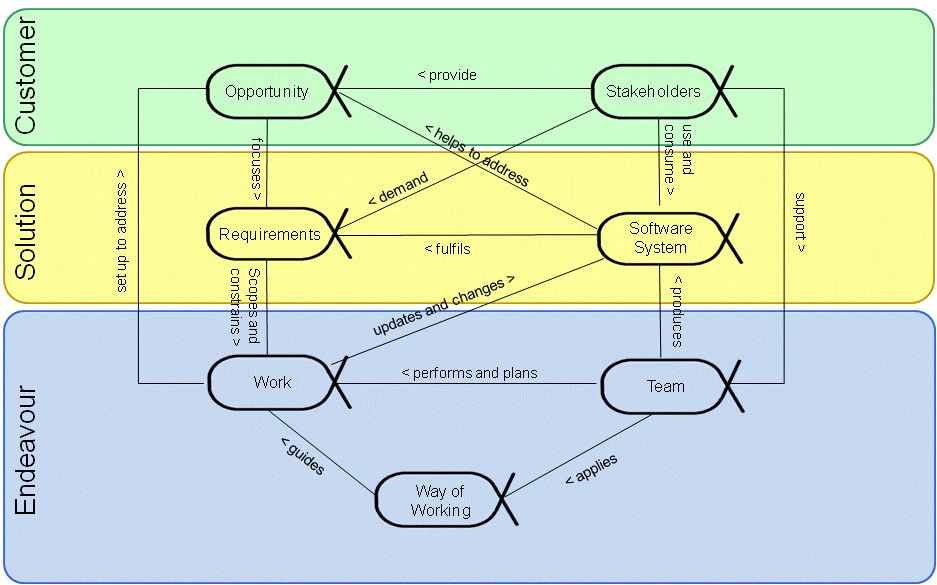 Customer
< provide
Opportunity
Stakeholders
focuses >
< helps to address
use and
consume >
< demand
set up to address <
support >
Solution
Requirements
Software
System
< fulfils
Scopes and
constrains >
updates and changes >
< produces
Endeavour
Work
< performs and plans
Team
< guides
< applies
Way of
Working